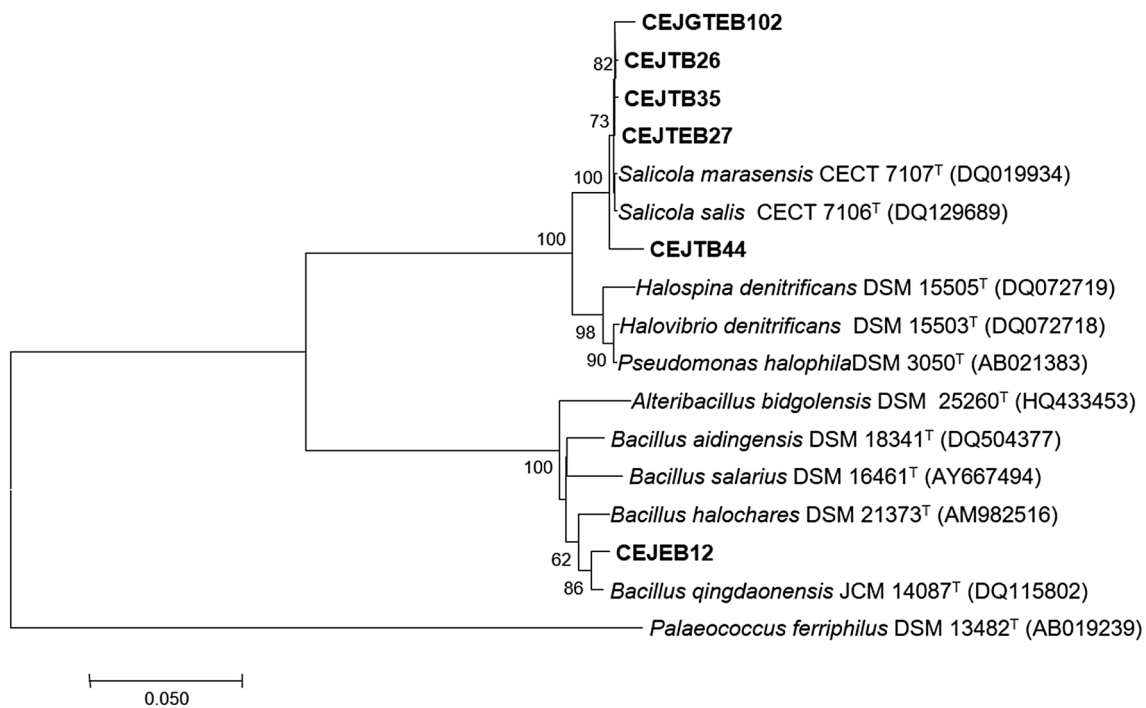 CEJGTEB102
82
CEJTB26
CEJTB35
73
CEJTEB27
100
Salicola marasensis CECT 7107ᵀ (DQ019934)
Salicola salis CECT 7106ᵀ (DQ129689)
100
CEJTB44
Halospina denitrificans DSM 15505ᵀ (DQ072719)
98
Halovibrio denitrificans DSM 15503ᵀ (DQ072718)
90
Pseudomonas halophilaDSM 3050ᵀ (AB021383)
Alteribacillus bidgolensis DSM 25260ᵀ (HQ433453)
Bacillus aidingensis DSM 18341ᵀ (DQ504377)
100
Bacillus salarius DSM 16461ᵀ (AY667494)
Bacillus halochares DSM 21373ᵀ (AM982516)
62
CEJEB12
86
Bacillus qingdaonensis JCM 14087ᵀ (DQ115802)
Palaeococcus ferriphilus DSM 13482ᵀ (AB019239)
0.050